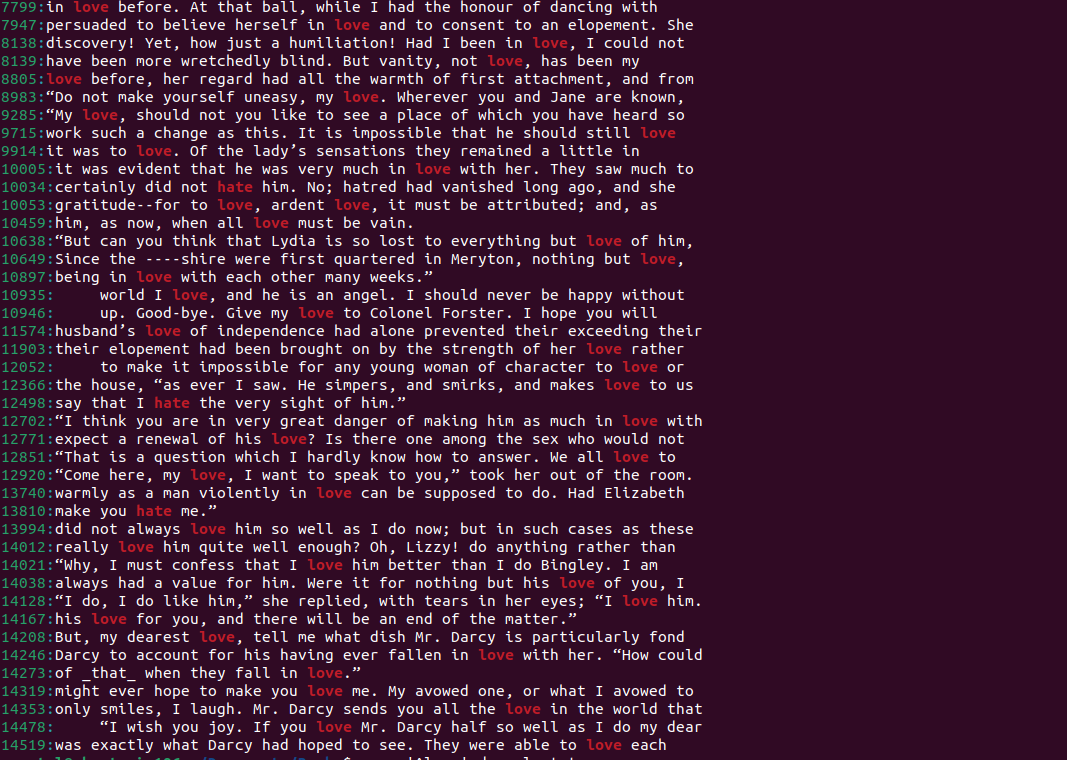 7799:in love before. At that ball, while I had the honour of dancing with
7947:persuaded to believe herself in love and to consent to an elopement. She
8138:discovery! Yet, how just a humiliation! Had I been in love, I could not
8139:have been more wretchedly blind. But vanity, not love, has been my
8805:love before, her regard had all the warmth of first attachment, and from
8983:“Do not make yourself uneasy, my love. Wherever you and Jane are known,
9285:“My love, should not you like to see a place of which you have heard so
9715:work such a change as this. It is impossible that he should still love
9914:it was to love. Of the lady’s sensations they remained a little in
10005:it was evident that he was very much in love with her. They saw much to
10034:certainly did not hate him. No; hatred had vanished long ago, and she
10053:gratitude--for to love, ardent love, it must be attributed; and, as
10459:him, as now, when all love must be vain.
10638:“But can you think that Lydia is so lost to everything but love of him,
10649:Since the ----shire were first quartered in Meryton, nothing but love,
10897:being in love with each other many weeks.”
10935:     world I love, and he is an angel. I should never be happy without
10946:     up. Good-bye. Give my love to Colonel Forster. I hope you will
11574:husband’s love of independence had alone prevented their exceeding their
11903:their elopement had been brought on by the strength of her love rather
12052:     to make it impossible for any young woman of character to love or
12366:the house, “as ever I saw. He simpers, and smirks, and makes love to us
12498:say that I hate the very sight of him.”
12702:“I think you are in very great danger of making him as much in love with
12771:expect a renewal of his love? Is there one among the sex who would not
12851:“That is a question which I hardly know how to answer. We all love to
12920:“Come here, my love, I want to speak to you,” took her out of the room.
13740:warmly as a man violently in love can be supposed to do. Had Elizabeth
13810:make you hate me.”
13994:did not always love him so well as I do now; but in such cases as these
14012:really love him quite well enough? Oh, Lizzy! do anything rather than
14021:“Why, I must confess that I love him better than I do Bingley. I am
14038:always had a value for him. Were it for nothing but his love of you, I
14128:“I do, I do like him,” she replied, with tears in her eyes; “I love him.
14167:his love for you, and there will be an end of the matter.”
14208:But, my dearest love, tell me what dish Mr. Darcy is particularly fond
14246:Darcy to account for his having ever fallen in love with her. “How could
14273:of _that_ when they fall in love.”
14319:might ever hope to make you love me. My avowed one, or what I avowed to
14353:only smiles, I laugh. Mr. Darcy sends you all the love in the world that
14478:     “I wish you joy. If you love Mr. Darcy half so well as I do my dear
14519:was exactly what Darcy had hoped to see. They were able to love each